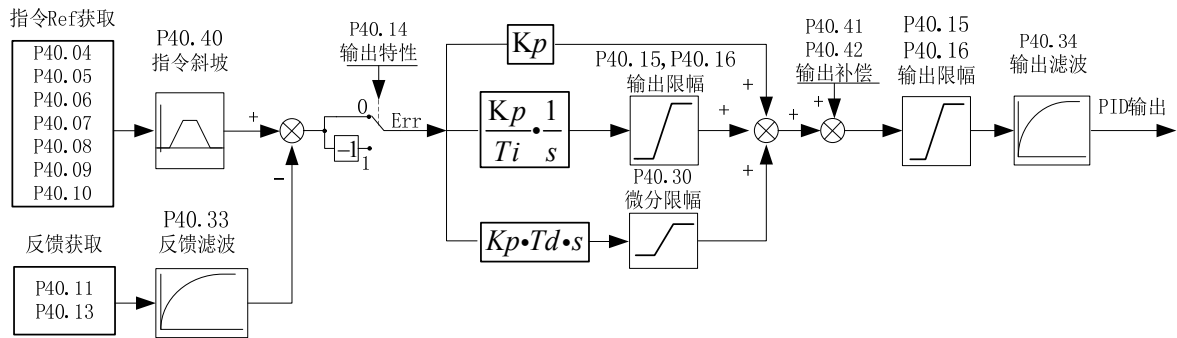 指令Ref获取
P40.04
P40.05
P40.06
P40.07
P40.08
P40.09
P40.10
P40.40
指令斜坡
+
-
反馈获取
P40.11
P40.13
P40.33
反馈滤波
P40.14
输出特性
0
-1
1
Err
Kp
Kp/Ti•1/s
Kp•Td•s
P40.15,P40.16
输出限幅
P40.30
微分限幅
+
+
+
+
P40.41
P40.42
输出补偿
+
P40.15
P40.16
输出限幅
P40.34
输出滤波
PID输出